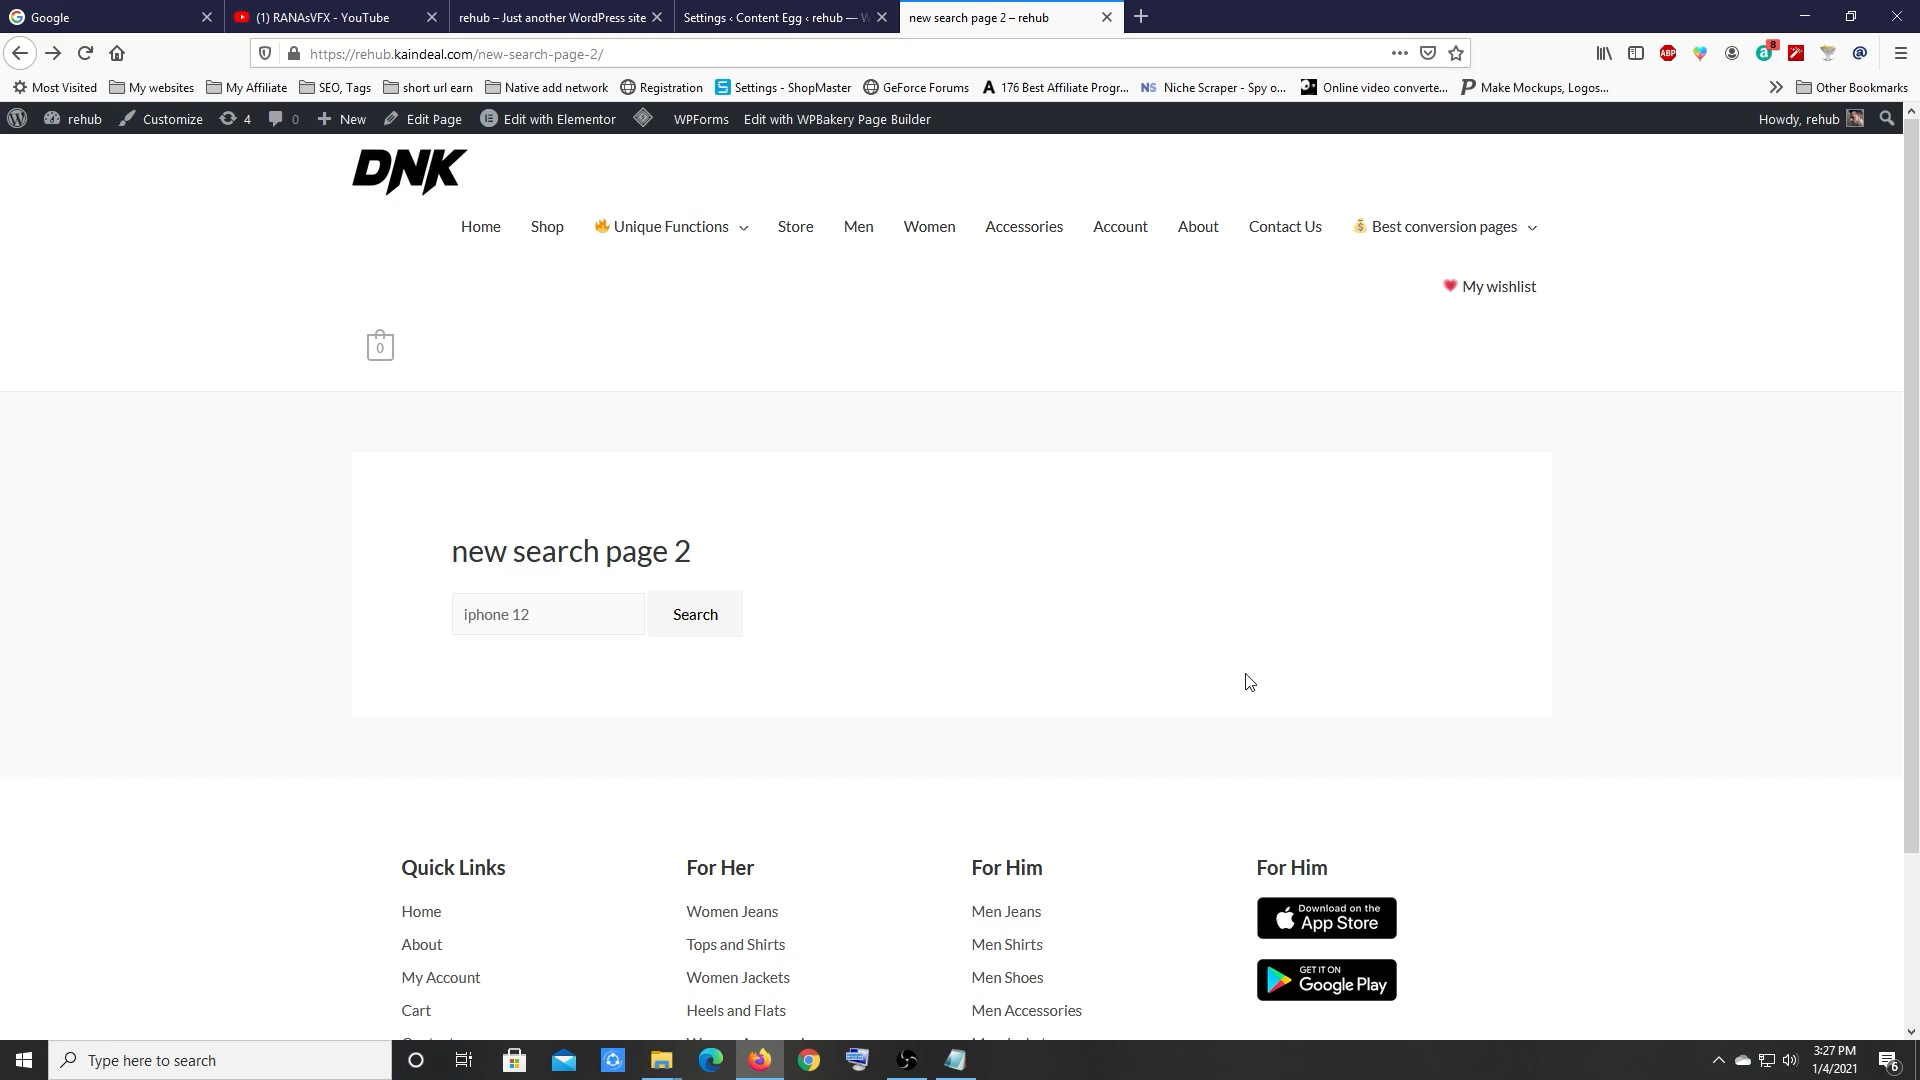 Google
(1) RANAsVFX - YouTube
rehub – Just another WordPress site
Settings ‹ Content Egg ‹ rehub — W
new search page 2 – rehub
https://rehub.kaindeal.com/new-search-page-2/
8
Most Visited
My websites
My Affiliate
SEO, Tags
short url earn
Native add network
Registration
Settings - ShopMaster
GeForce Forums
176 Best Affiliate Progr...
Niche Scraper - Spy o...
Online video converte...
Make Mockups, Logos...
Other Bookmarks
rehub
Customize
4
0
New
Edit Page
Edit with Elementor
WPForms
Edit with WPBakery Page Builder
Howdy, rehub
DNK
Home
Shop
Unique Functions
Store
Men
Women
Accessories
Account
About
Contact Us
Best conversion pages
My wishlist
0
new search page 2
iphone 12
Search
Quick Links
Home
About
My Account
Cart
For Her
Women Jeans
Tops and Shirts
Women Jackets
Heels and Flats
For Him
Men Jeans
Men Shirts
Men Shoes
Men Accessories
For Him
Download on the
App Store
GET IT ON
Google Play
Type here to search
3:27 PM
1/4/2021
6